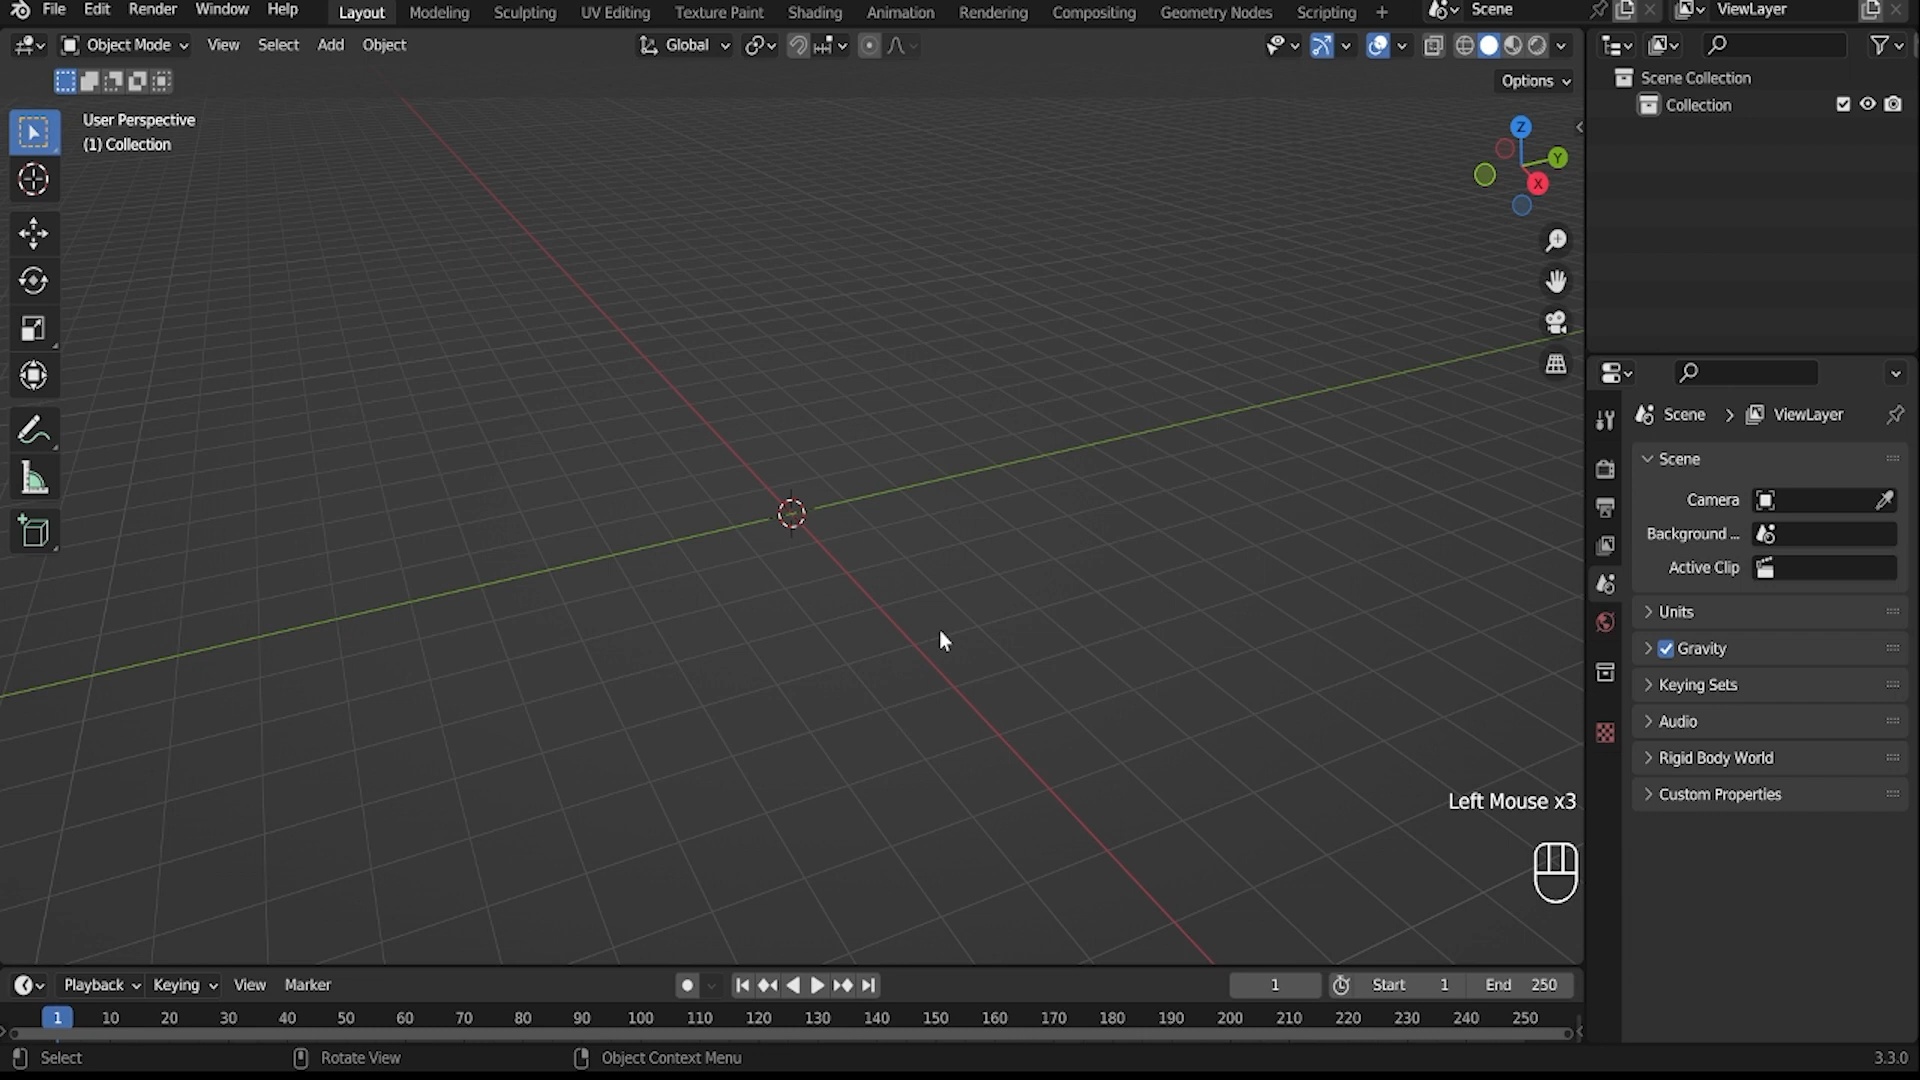 File Edit Render Window Help Layout Modeling Sculpting UV Editing Texture Paint Shading Animation Rendering Compositing Geometry Nodes Scripting + Scene ViewLayer
Object Mode View Select Add Object Global
Options
User Perspective
(1) Collection
Z
Y
X
Scene Collection
Collection
Scene > ViewLayer
Scene
Camera
Background ...
Active Clip
Units
Gravity
Keying Sets
Audio
Rigid Body World
Custom Properties
Left Mouse x3
Playback Keying View Marker 1 Start 1 End 250
1 10 20 30 40 50 60 70 80 90 100 110 120 130 140 150 160 170 180 190 200 210 220 230 240 250
Select Rotate View Object Context Menu 3.3.0